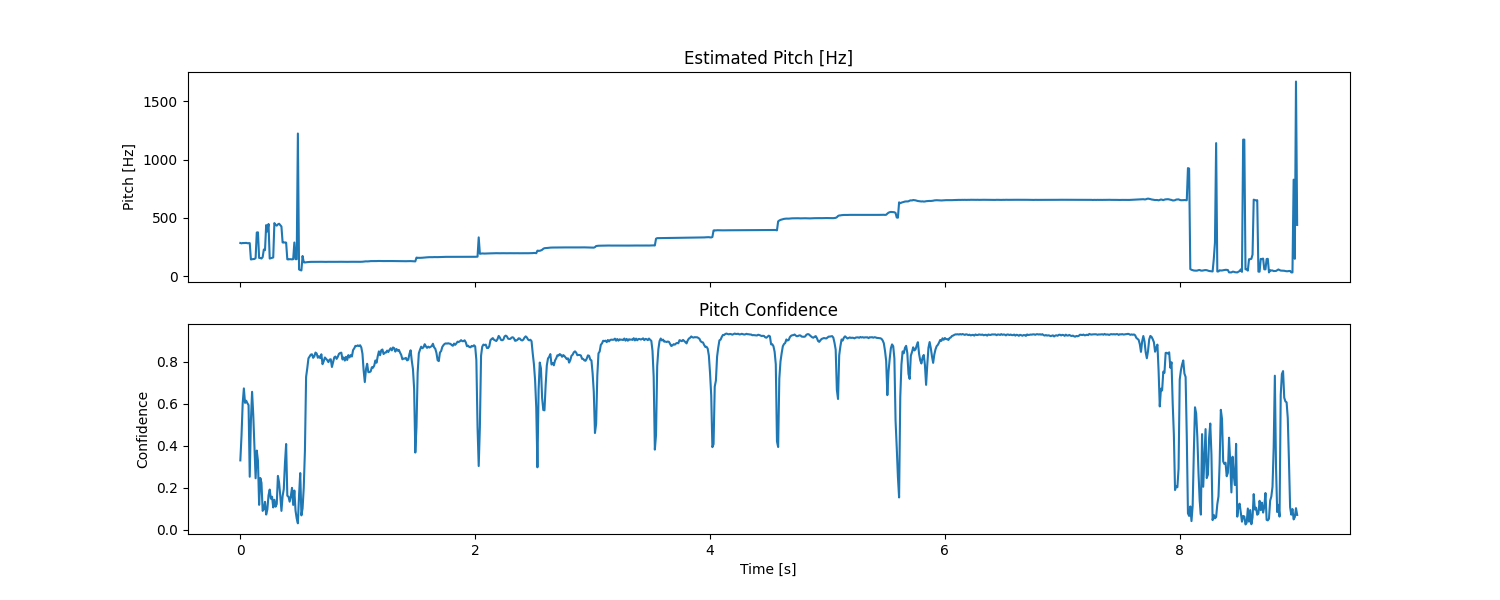 Estimated Pitch [Hz]
1500
1000
500
0
Pitch [Hz]
Pitch Confidence
0.8
0.6
0.4
0.2
0.0
Confidence
0 2 4 6 8
Time [s]